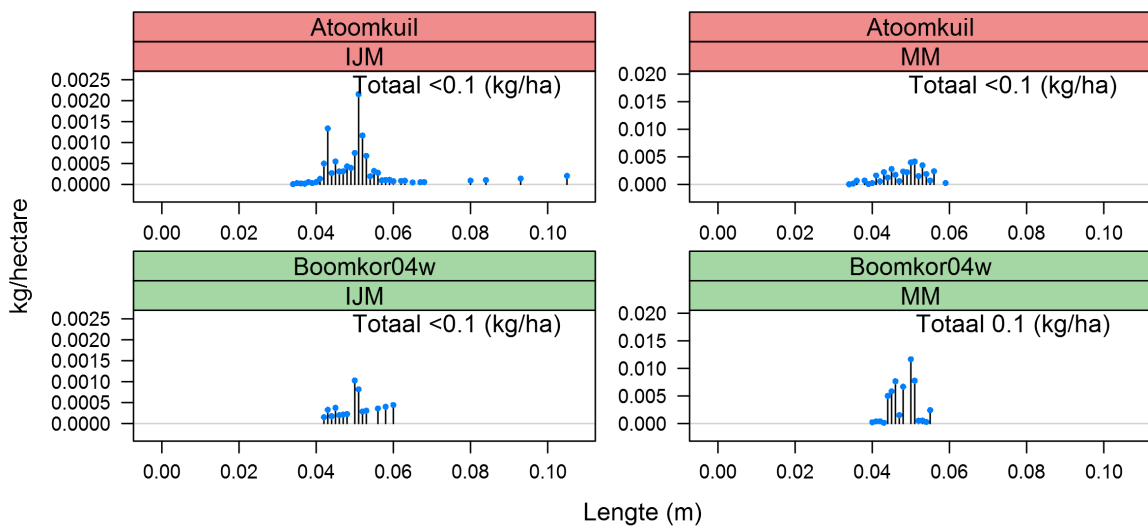 Atoomkuil
IJM
Totaal <0.1 (kg/ha)
0.0025
0.0020
0.0015
0.0010
0.0005
0.0000
0.00 0.02 0.04 0.06 0.08 0.10
Atoomkuil
MM
Totaal <0.1 (kg/ha)
0.020
0.015
0.010
0.005
0.000
0.00 0.02 0.04 0.06 0.08 0.10
Boomkor04w
IJM
Totaal <0.1 (kg/ha)
0.0025
0.0020
0.0015
0.0010
0.0005
0.0000
0.00 0.02 0.04 0.06 0.08 0.10
Boomkor04w
MM
Totaal 0.1 (kg/ha)
0.020
0.015
0.010
0.005
0.000
0.00 0.02 0.04 0.06 0.08 0.10
kg/hectare
Lengte (m)